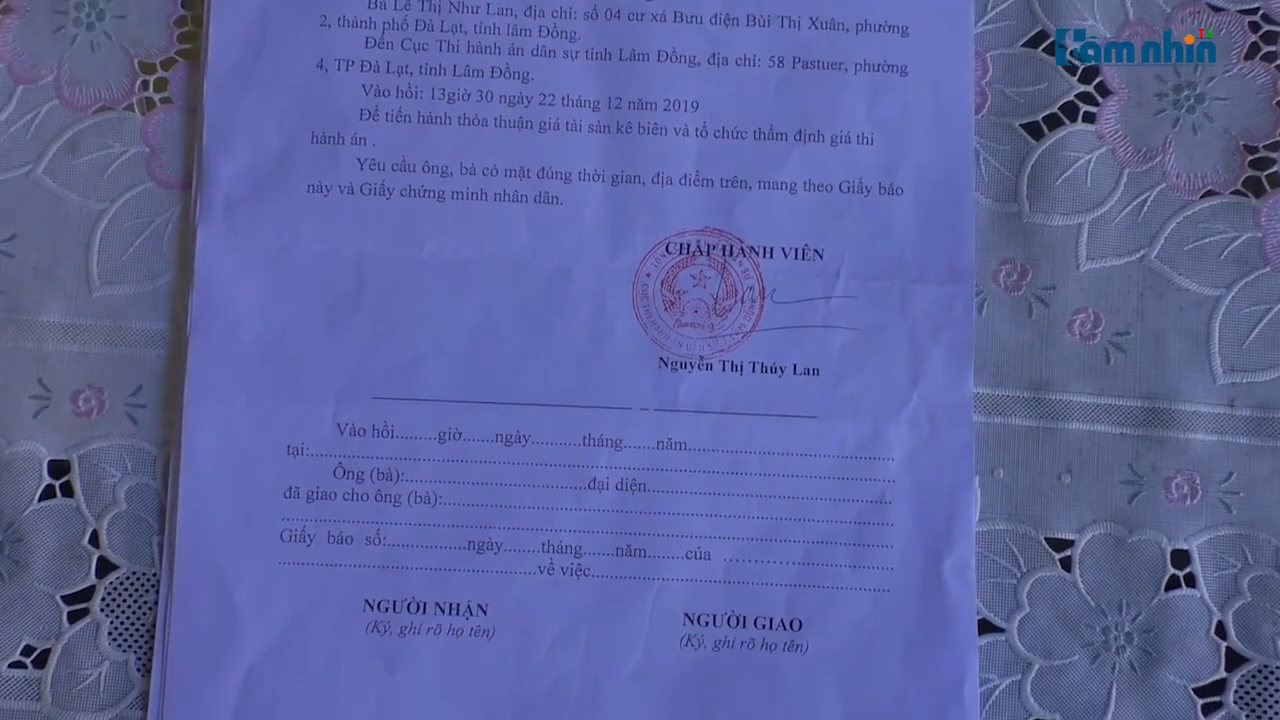 Bà Lê Thị Như Lan, địa chỉ: số 04 cư xá Bưu điện Bùi Thị Xuân, phường
2, thành phố Đà Lạt, tỉnh lâm Đồng.
Đến Cục Thi hành án dân sự tỉnh Lâm Đồng, địa chỉ: 58 Pastuer, phường
4, TP Đà Lạt, tỉnh Lâm Đồng.
Vào hồi: 13giờ 30 ngày 22 tháng 12 năm 2019
Để tiến hành thỏa thuận giá tài sản kê biên và tổ chức thẩm định giá thi
hành án .
Yêu cầu ông, bà có mặt đúng thời gian, địa điểm trên, mang theo Giấy báo
này và Giấy chứng minh nhân dân.
CHẤP HÀNH VIÊN
Nguyễn Thị Thúy Lan
Vào hồi.........giờ.......ngày...........tháng.......năm............................................
tại:...............................................................................................................
Ông (bà):.......................................đại diện....................................................
đã giao cho ông (bà):................................................................................................
Giấy báo số:.................ngày........tháng.......năm........của ....................................
........................................................về việc................................................................
NGƯỜI NHẬN
(Ký, ghi rõ họ tên)
NGƯỜI GIAO
(Ký, ghi rõ họ tên)
Tầm nhìn TV